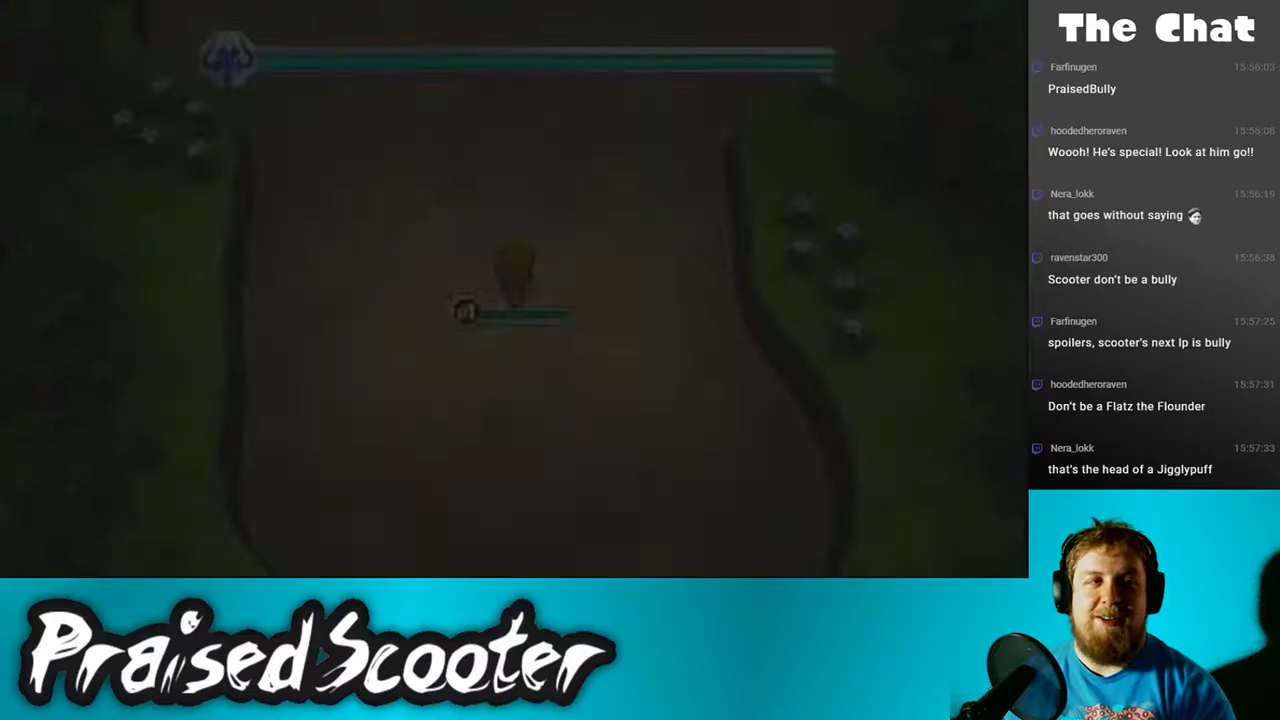 The Chat
Farfinugen 15:56:03
PraisedBully
hoodedheroraven 15:56:08
Woooh! He's special! Look at him go!!
Nera_lokk 15:56:19
that goes without saying
ravenstar300 15:56:38
Scooter don't be a bully
Farfinugen 15:57:25
spoilers, scooter's next lp is bully
hoodedheroraven 15:57:31
Don't be a Flatz the Flounder
Nera_lokk 15:57:33
that's the head of a Jigglypuff
PraisedScooter